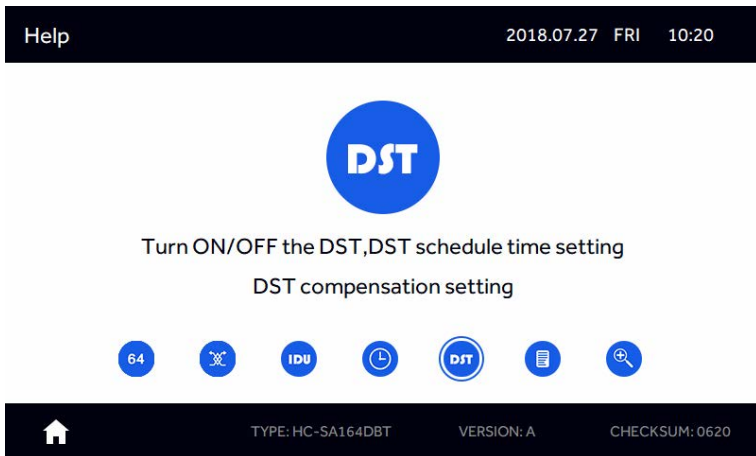 Help 2018.07.27 FRI 10:20
DST
Turn ON/OFF the DST,DST schedule time setting
DST compensation setting
64 IDU DST
TYPE: HC-SA164DBT VERSION: A CHECKSUM: 0620